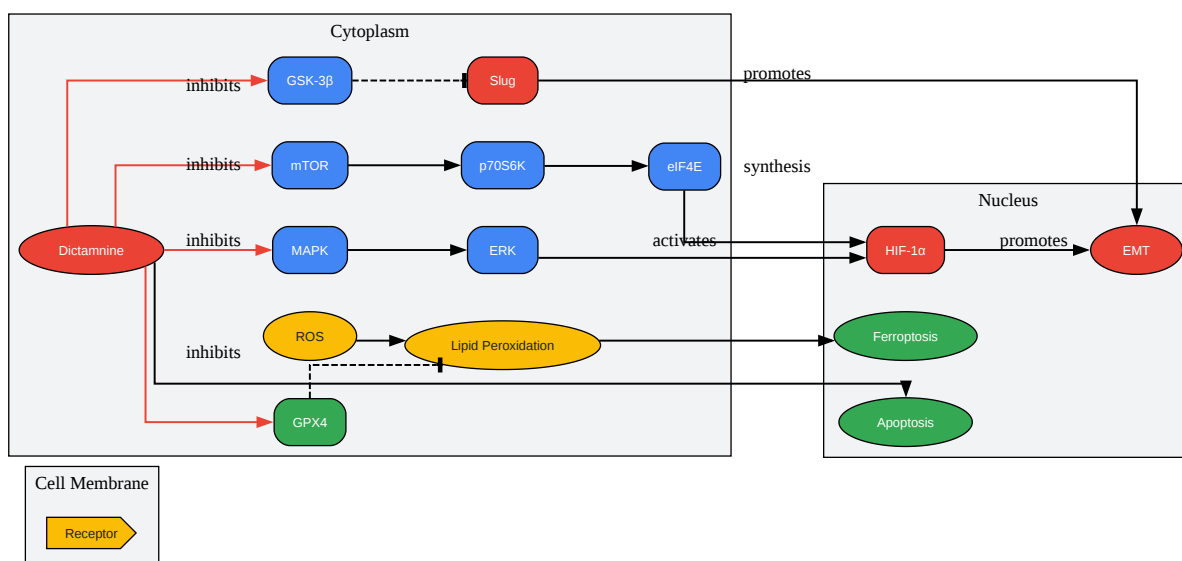 Cytoplasm
GSK-3β
Slug
promotes
inhibits
inhibits
mTOR
p70S6K
eIF4E
synthesis
Nucleus
Dictamnine
inhibits
MAPK
ERK
activates
HIF-1α
promotes
EMT
ROS
Lipid Peroxidation
Ferroptosis
inhibits
GPX4
Apoptosis
Cell Membrane
Receptor